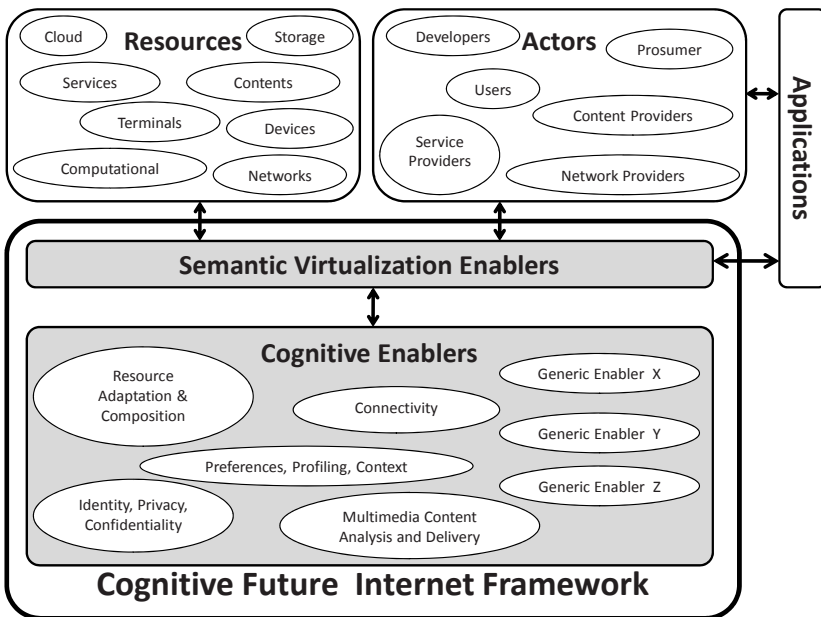 Cloud
Resources
Storage
Services
Contents
Terminals
Devices
Computational
Networks
Developers
Actors
Prosumer
Users
Content Providers
Service
Providers
Network Providers
Applications
Semantic Virtualization Enablers
Cognitive Enablers
Resource
Adaptation &
Composition
Connectivity
Generic Enabler X
Generic Enabler Y
Preferences, Profiling, Context
Generic Enabler Z
Identity, Privacy,
Confidentiality
Multimedia Content
Analysis and Delivery
Cognitive Future Internet Framework